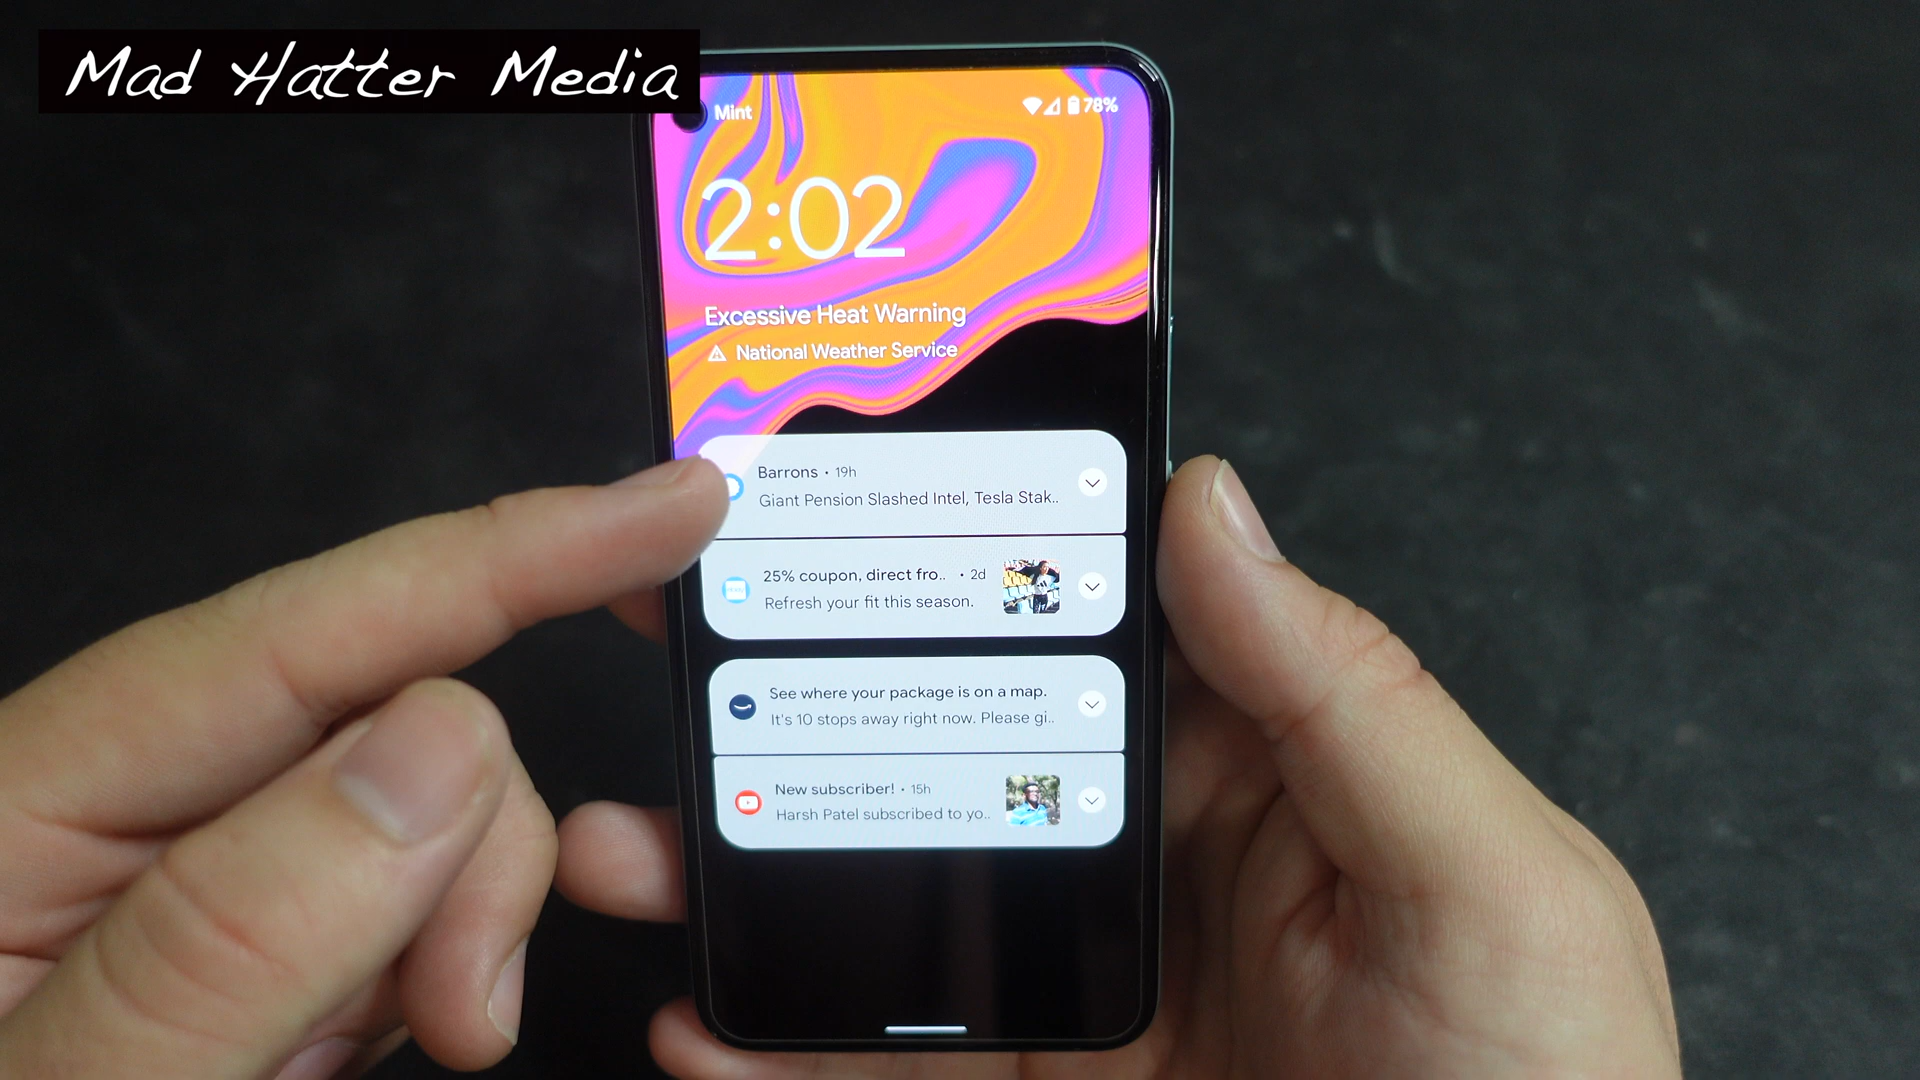 Mad Hatter Media
Mint
78%
2:02
Excessive Heat Warning
National Weather Service
Barrons • 19h
Giant Pension Slashed Intel, Tesla Stak..
25% coupon, direct fro.. • 2d
Refresh your fit this season.
See where your package is on a map.
It's 10 stops away right now. Please gi..
New subscriber! • 15h
Harsh Patel subscribed to yo..